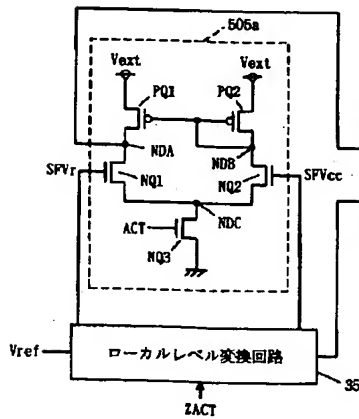 505a
Vext Vext
PQ1 PQ2
NDA NDB
SFVr NQ1 NQ2 SFVcc
NDC
ACT
NQ3
Vref ローカルレベル変換回路
35
ZACT